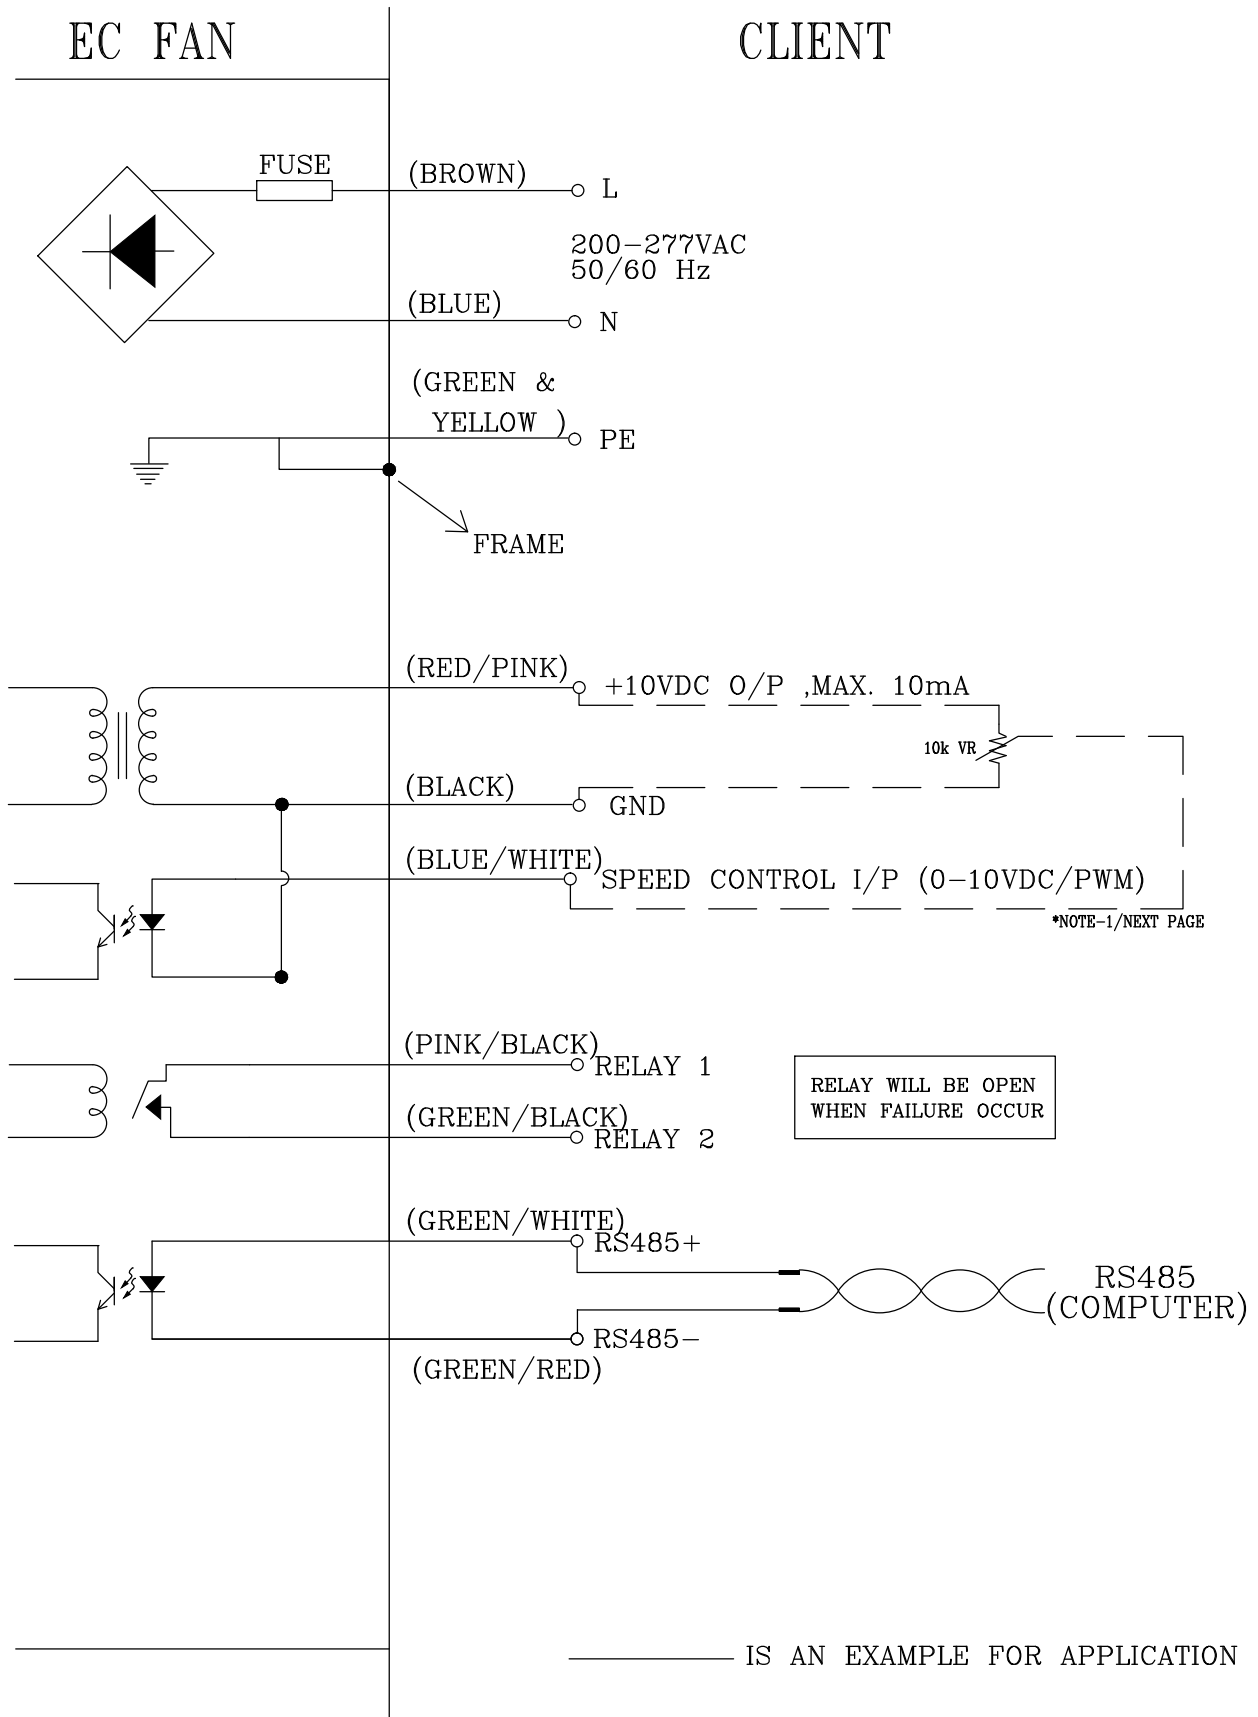 EC FAN
CLIENT
FUSE
(BROWN)
L
200-277VAC
50/60 Hz
(BLUE)
N
(GREEN &
YELLOW )
PE
FRAME
(RED/PINK)
+10VDC O/P ,MAX. 10mA
10k VR
(BLACK)
GND
(BLUE/WHITE)
SPEED CONTROL I/P (0-10VDC/PWM)
*NOTE-1/NEXT PAGE
(PINK/BLACK)
RELAY 1
RELAY WILL BE OPEN
WHEN FAILURE OCCUR
(GREEN/BLACK)
RELAY 2
(GREEN/WHITE)
RS485+
RS485
(COMPUTER)
RS485-
(GREEN/RED)
IS AN EXAMPLE FOR APPLICATION